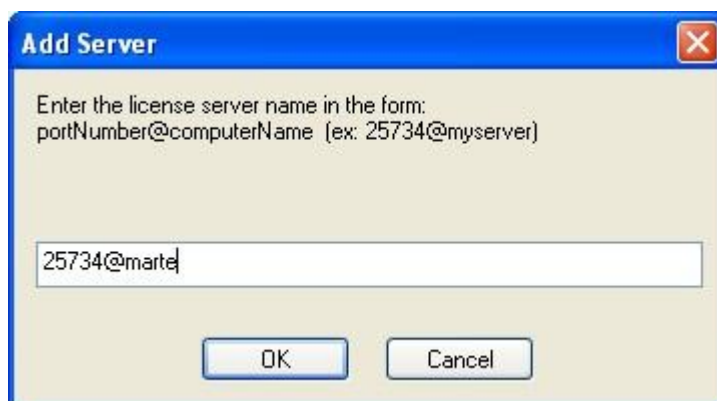 Add Server
Enter the license server name in the form:
portNumber@computerName (ex: 25734@myserver)
25734@marte
OK Cancel